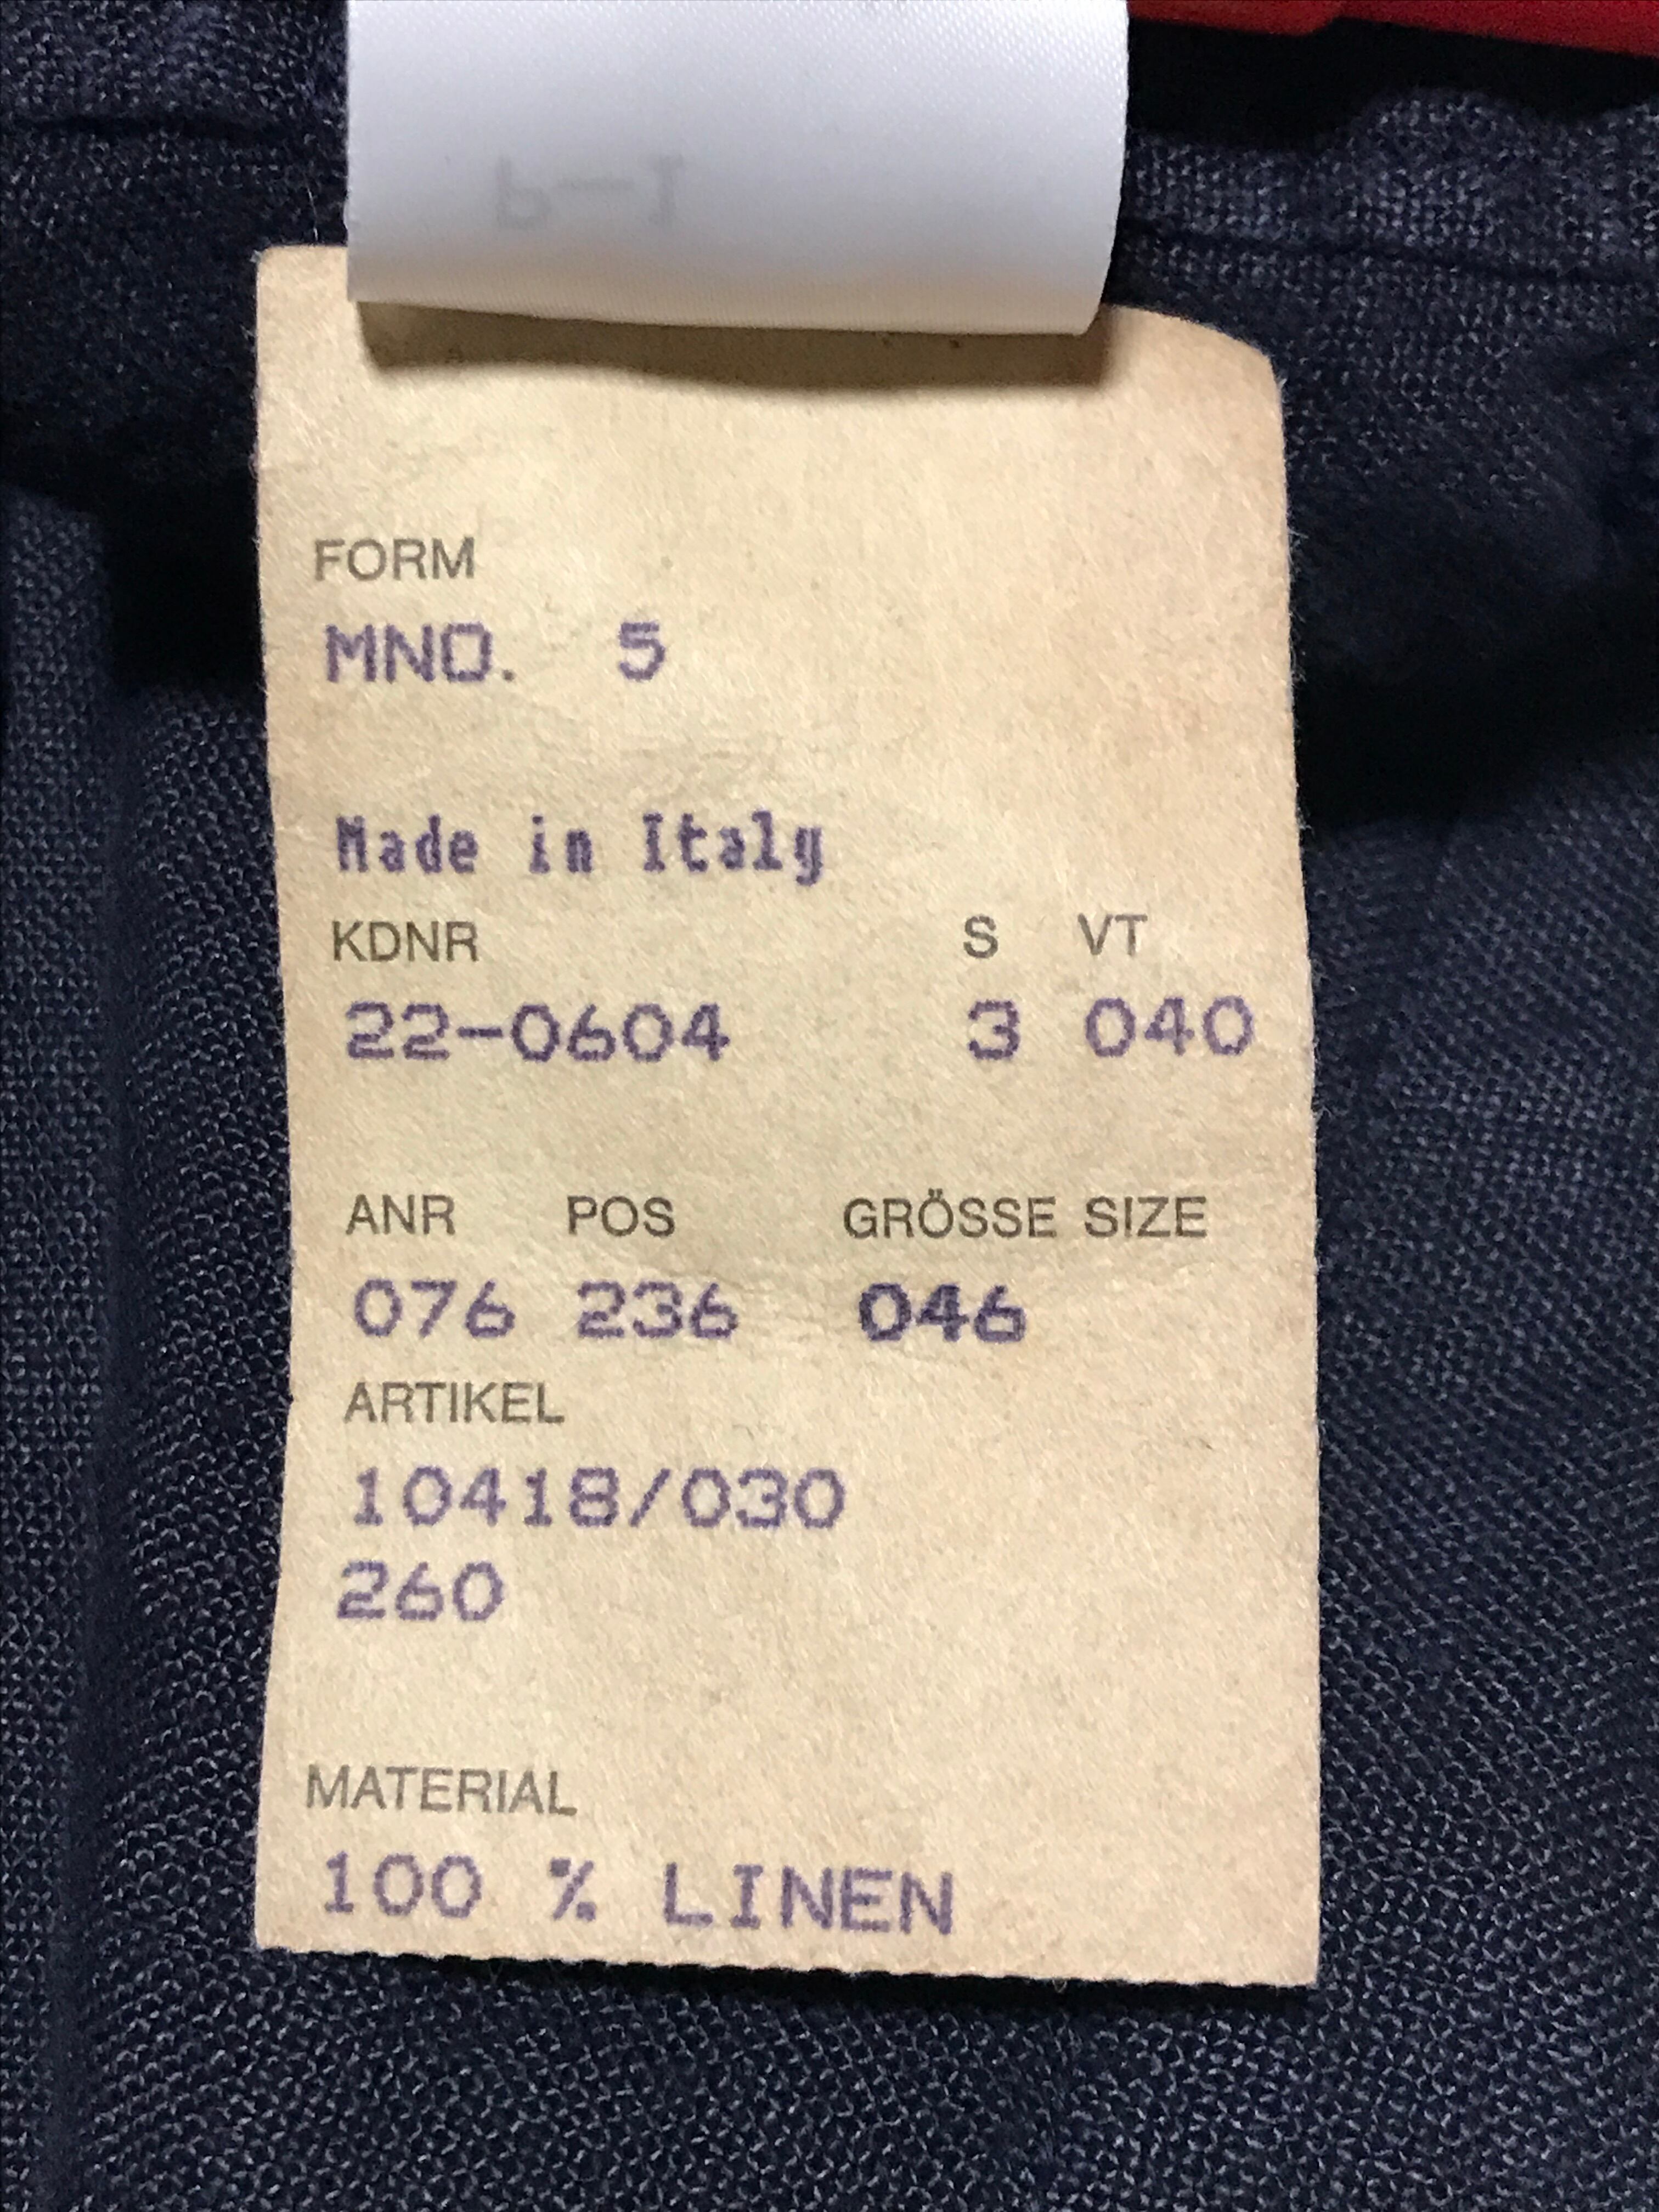 FORM
MNO. 5
Made in Italy
KDNR S VT
22-0604 3 040
ANR POS GRÖSSE SIZE
076 236 046
ARTIKEL
10418/030
260
MATERIAL
100 % LINEN